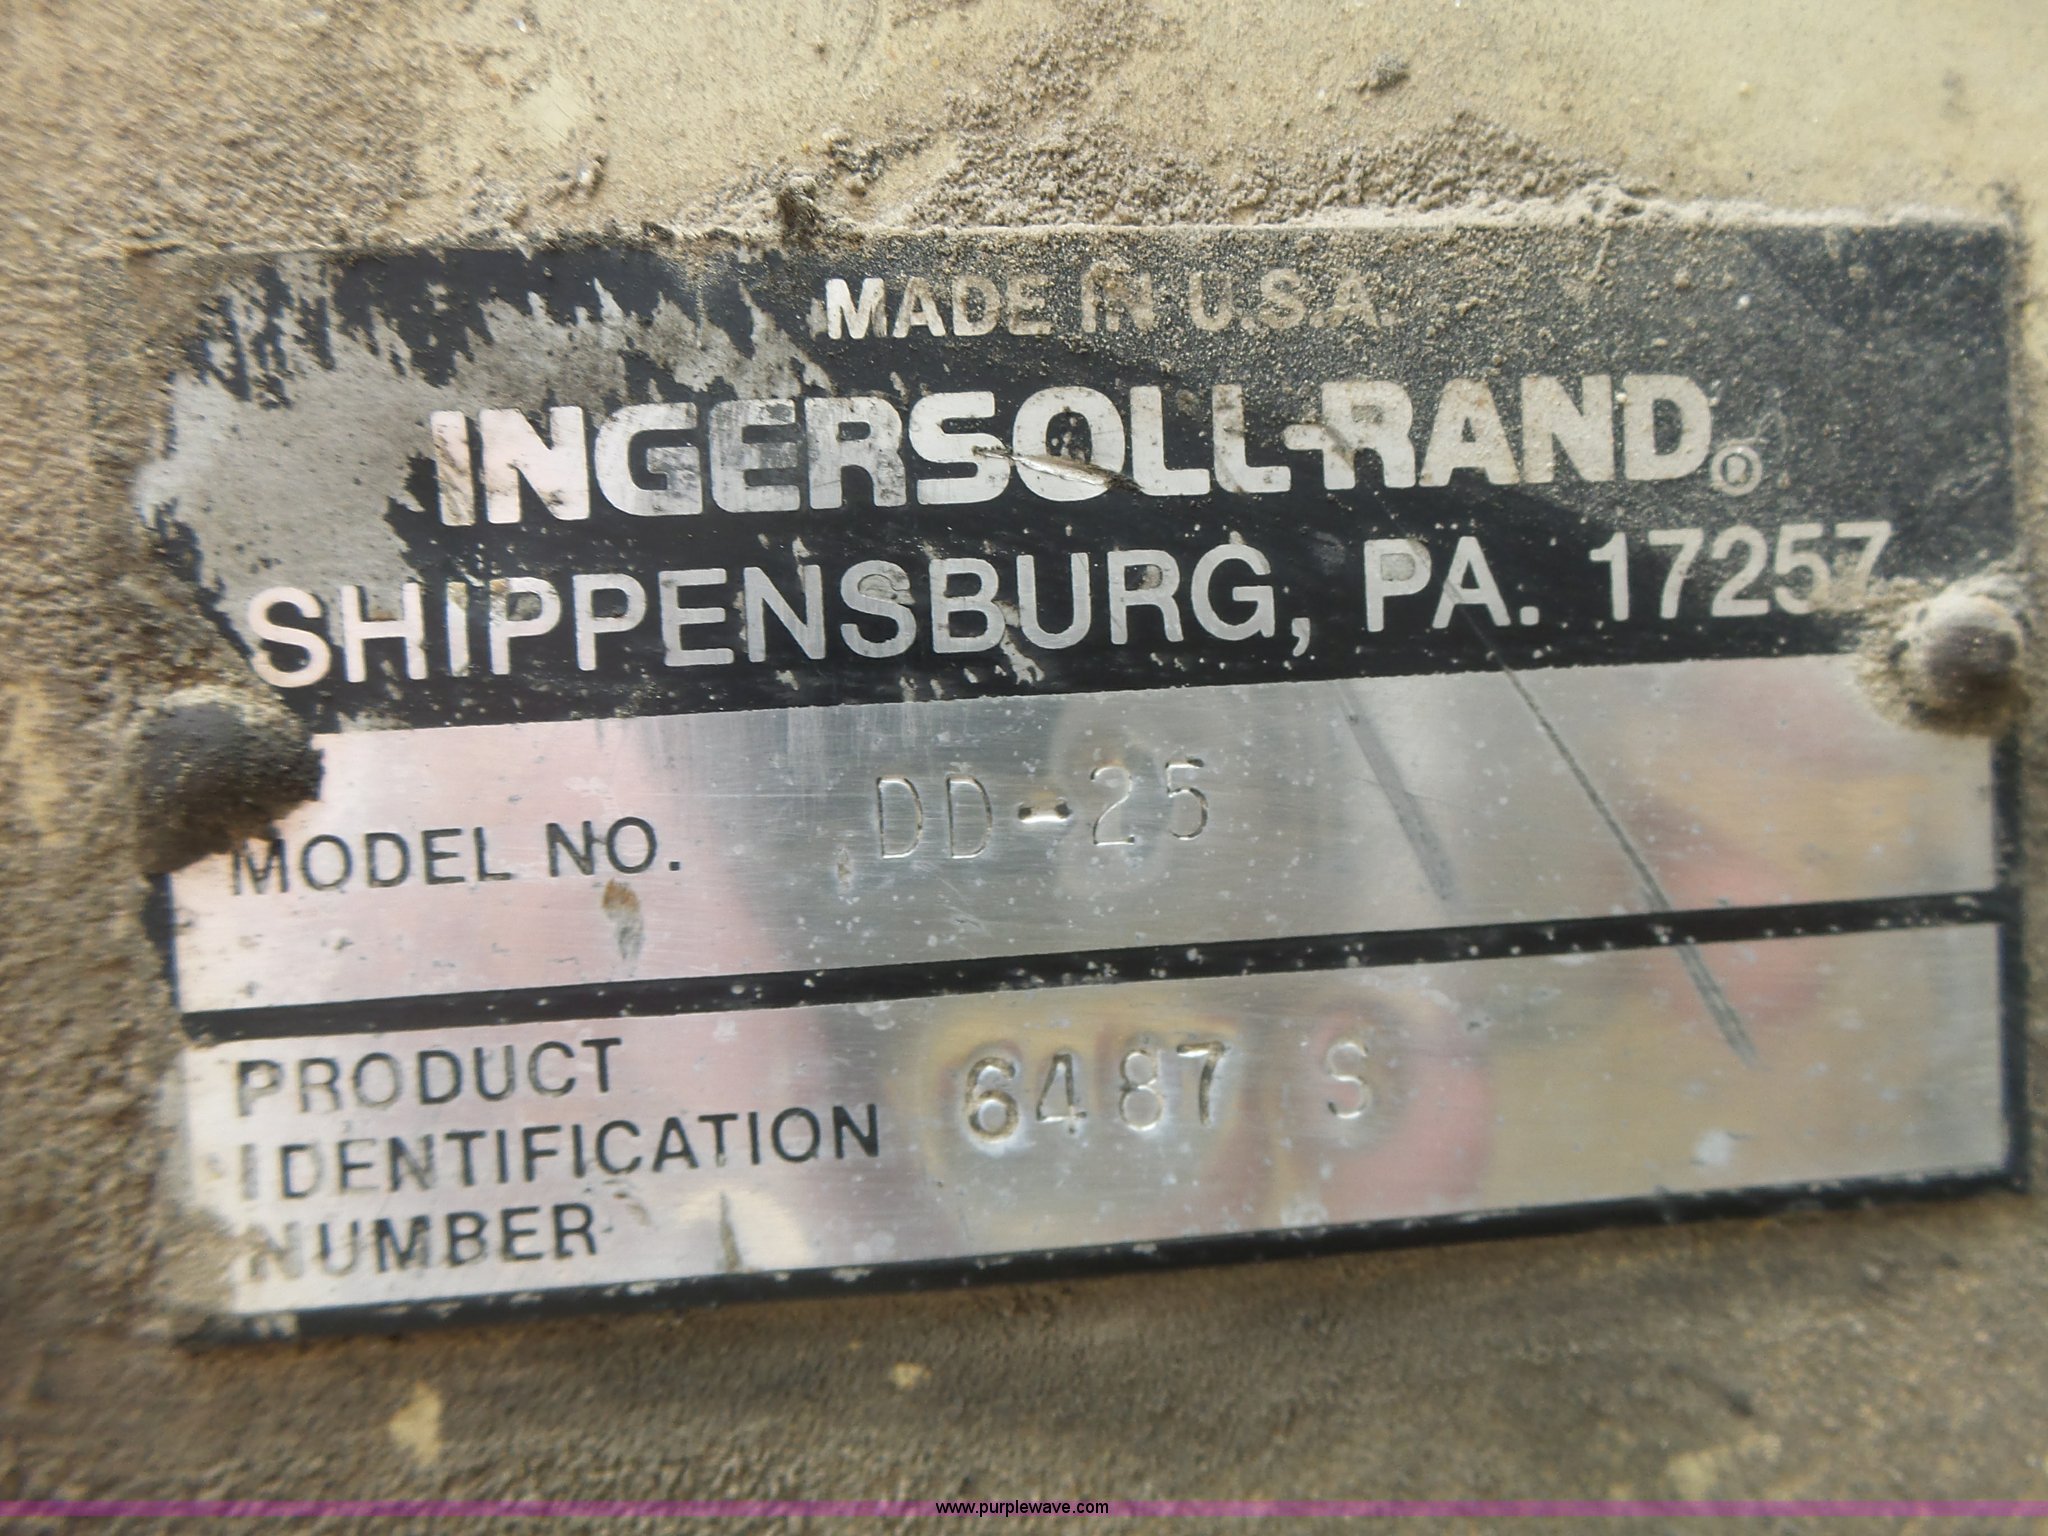 MADE IN U.S.A.
INGERSOLL-RAND®
SHIPPENSBURG, PA. 17257
MODEL NO. DD-25
PRODUCT
IDENTIFICATION 6487 S
NUMBER
www.purplewave.com